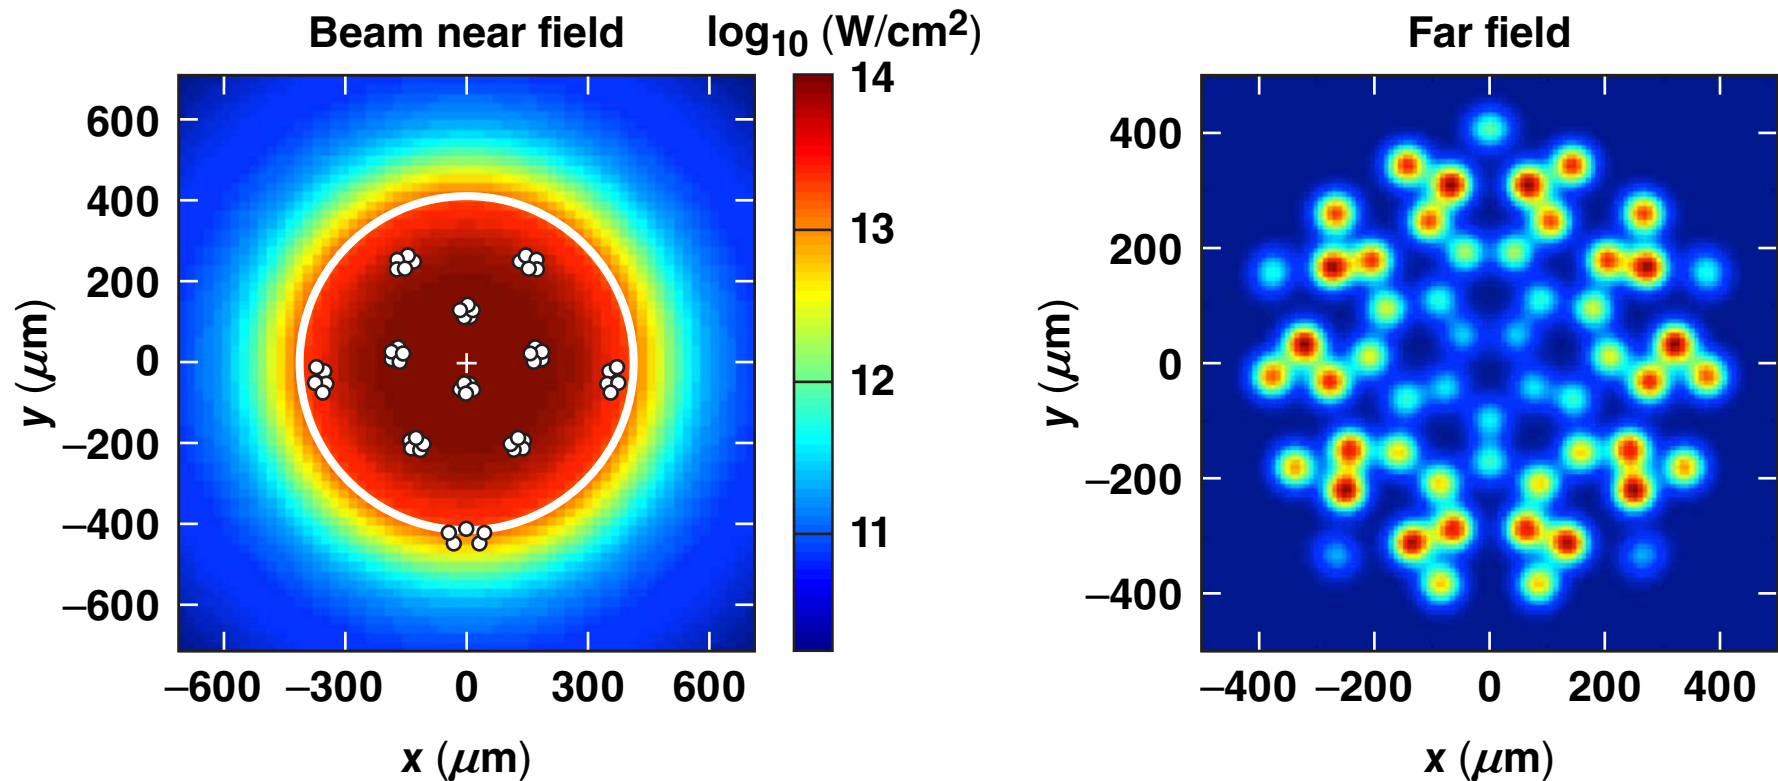 Beam near field
log10 (W/cm2)
Far field
14
13
12
11
600
400
200
0
−200
−400
−600
y (μm)
−600 −300 0 300 600
x (μm)
400
200
0
−200
−400
y (μm)
−400 −200 0 200 400
x (μm)